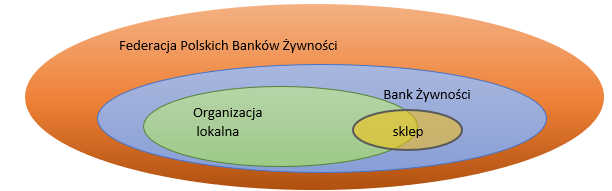 Federacja Polskich Banków Żywności
Bank Żywności
Organizacja
lokalna
sklep